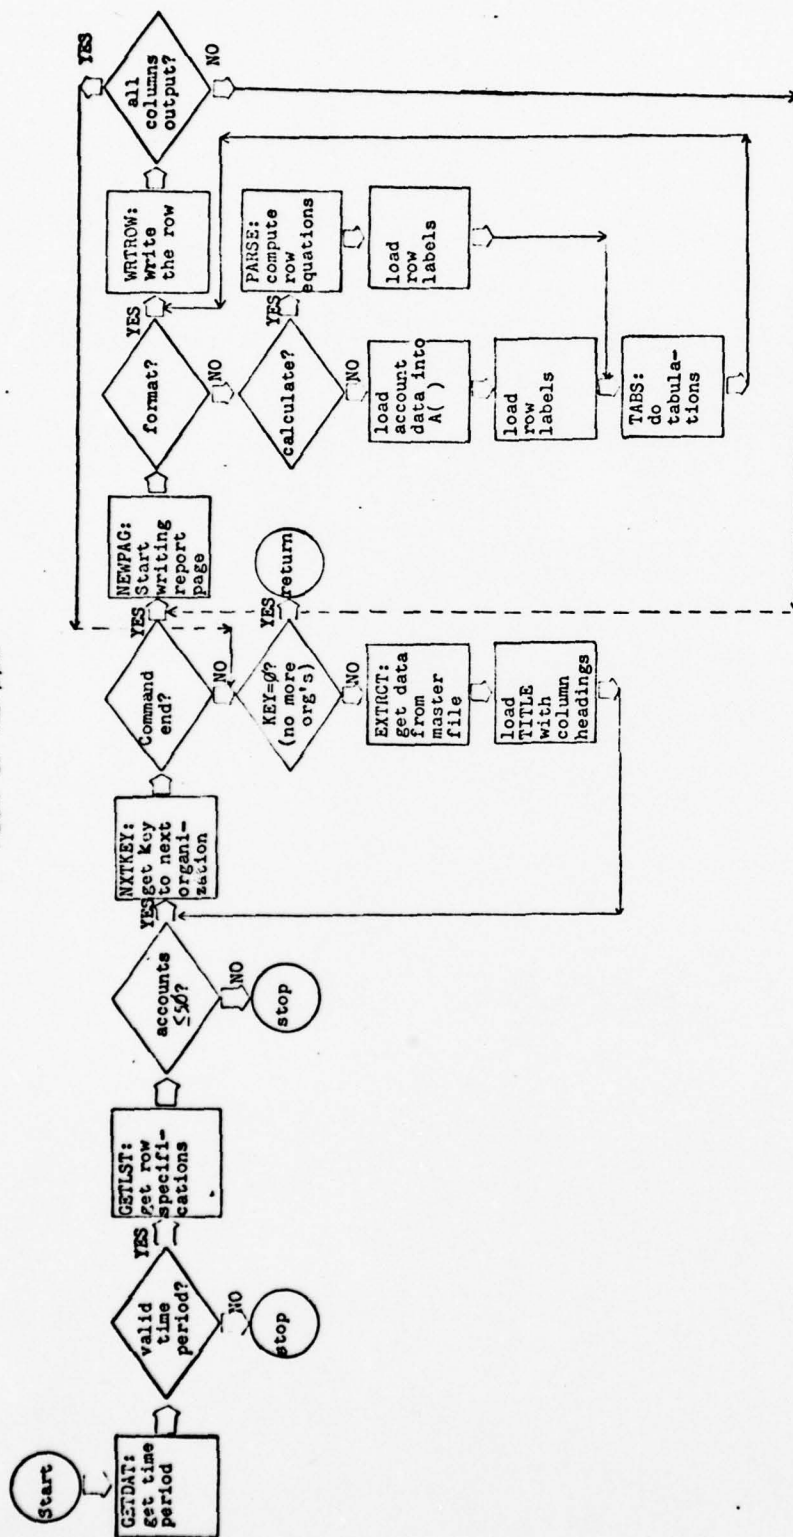 Start
GETDAT:
get time
period
valid
time
period?
YES
NO
stop
GETLST:
get row
specifi-
cations
accounts
≤5Ø?
YES
NO
stop
NXTKEY:
get key
to next
organi-
zation
Command
end?
YES
NO
KEY=Ø?
(no more
org's)
YES
return
NO
EXTRCT:
get data
from
master
file
load
TITLE
with
column
headings
NEWPAG:
Start
writing
report
page
format?
YES
NO
calculate?
YES
NO
load
account
data into
A( )
load
row
labels
TABS:
do
tabula-
tions
PARSE:
compute
row
equations
load
row
labels
WRTROW:
Write
the row
all
columns
output?
YES
NO